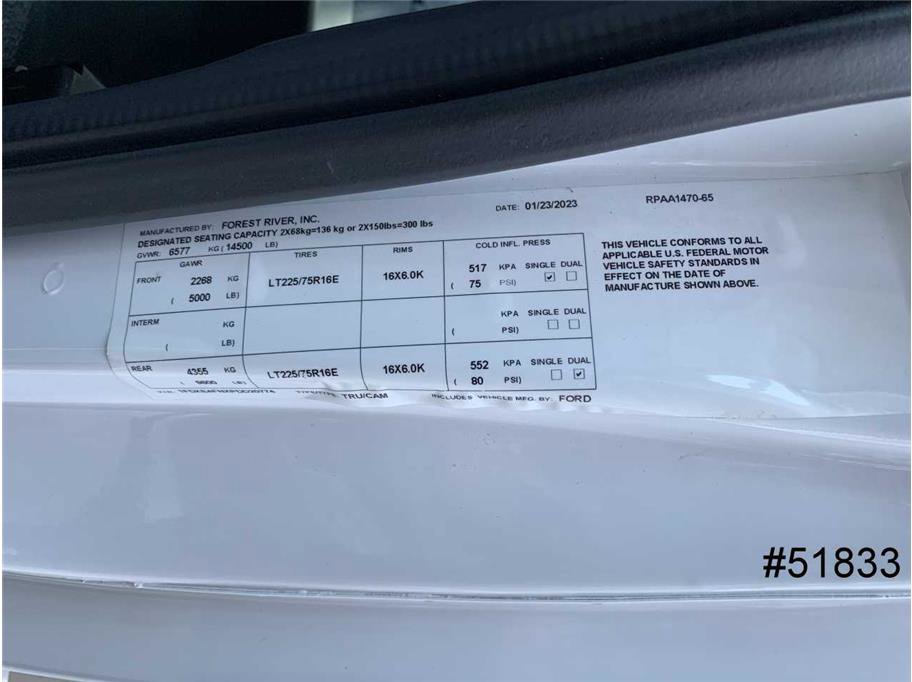 MANUFACTURED BY: FOREST RIVER, INC. DATE: 01/23/2023 RPAA1470-65
DESIGNATED SEATING CAPACITY 2X68kg=136 kg or 2X150lbs=300 lbs
GVWR: 6577 KG ( 14500 LB)
GAWR TIRES RIMS COLD INFL. PRESS
FRONT 2268 KG LT225/75R16E 16X6.0K 517 KPA SINGLE DUAL
( 5000 LB) ( 75 PSI) ☑ ☐
INTERM KG KPA SINGLE DUAL
( LB) ( PSI) ☐ ☐
REAR 4355 KG LT225/75R16E 16X6.0K 552 KPA SINGLE DUAL
( 9600 LB) ( 80 PSI) ☐ ☑
TRU/CAM INCLUDES VEHICLE MFG. BY: FORD
THIS VEHICLE CONFORMS TO ALL
APPLICABLE U.S. FEDERAL MOTOR
VEHICLE SAFETY STANDARDS IN
EFFECT ON THE DATE OF
MANUFACTURE SHOWN ABOVE.
#51833